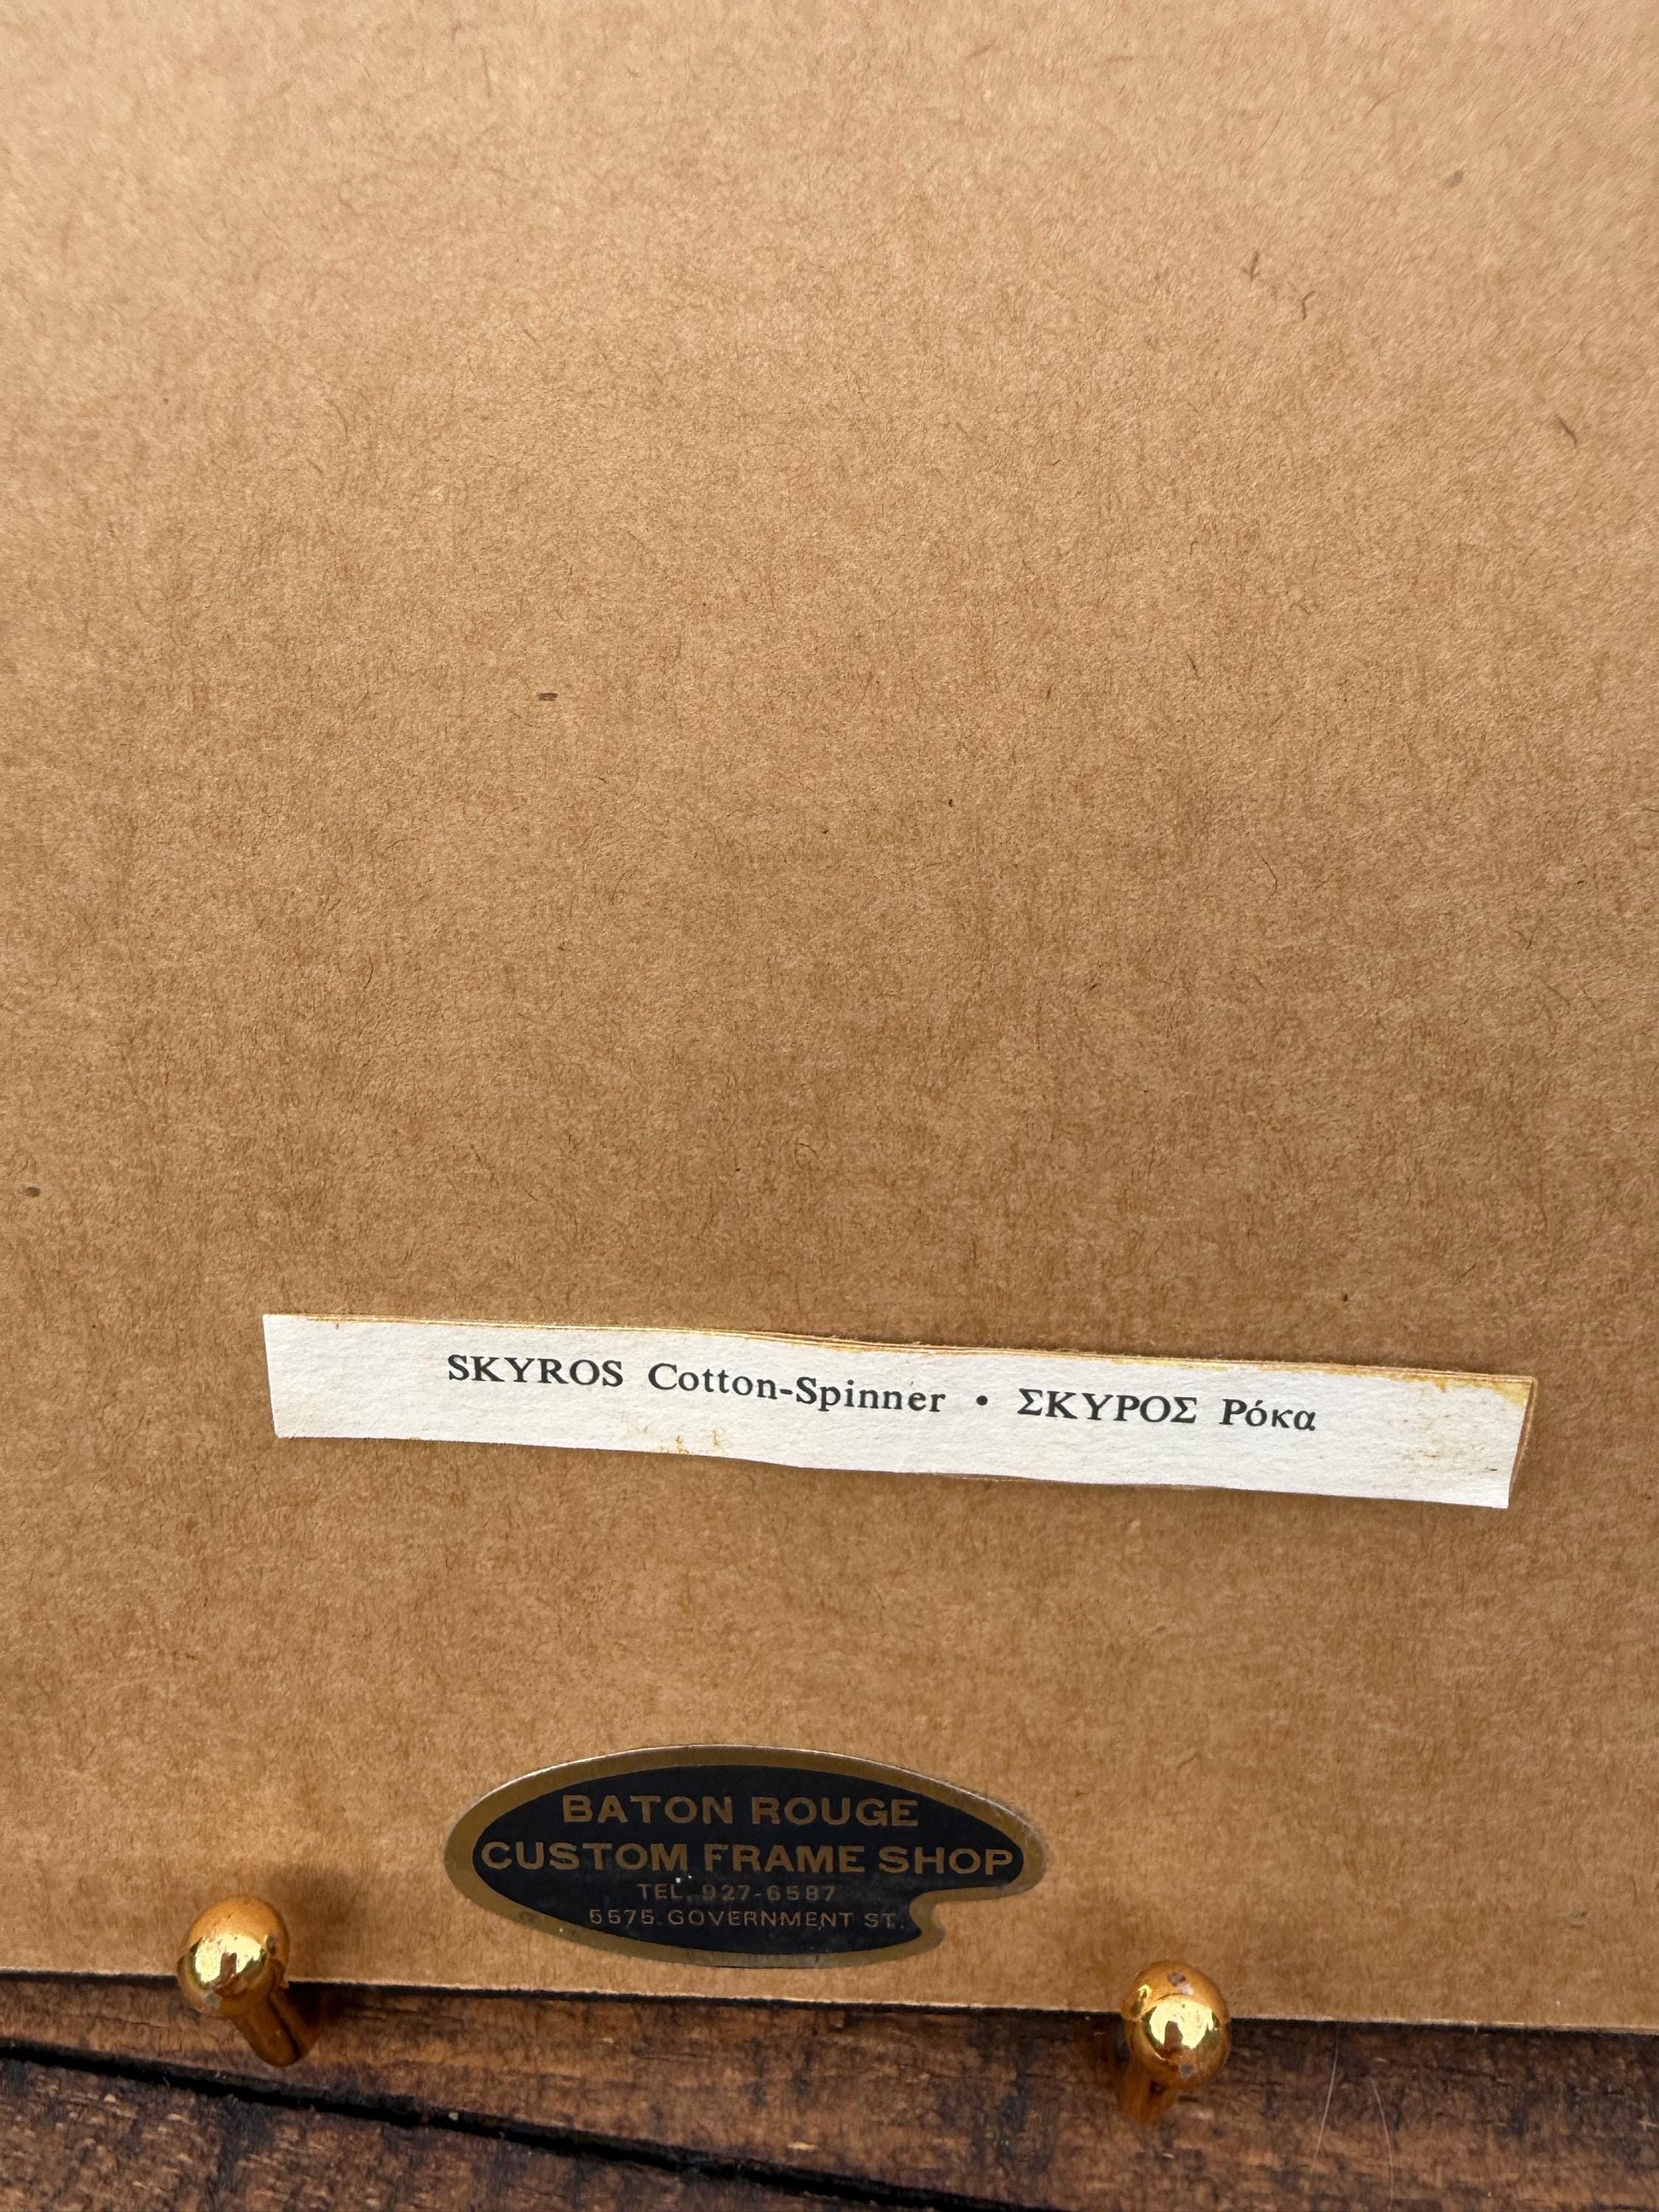 SKYROS Cotton-Spinner • ΣΚΥΡΟΣ Ρόκα
BATON ROUGE
CUSTOM FRAME SHOP
TEL. 927-6587
5575 GOVERNMENT ST.